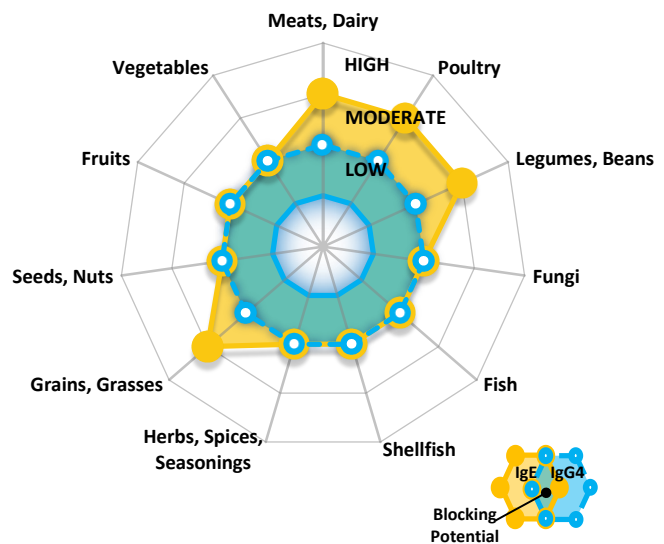 Meats, Dairy
HIGH
Vegetables
Poultry
MODERATE
Fruits
LOW
Legumes, Beans
Seeds, Nuts
Fungi
Grains, Grasses
Fish
Herbs, Spices,
Seasonings
Shellfish
IgE
IgG4
Blocking
Potential